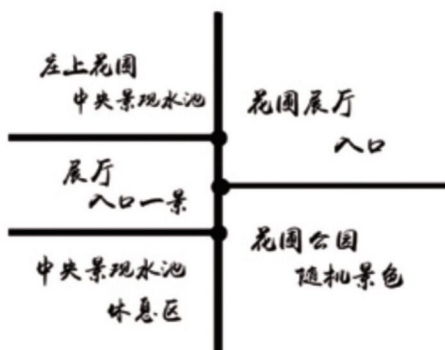 庄上花园
中央景观水池
展厅
入口一景
中央景观水池
休息区
花园展厅
入口
花园公园
随机景色